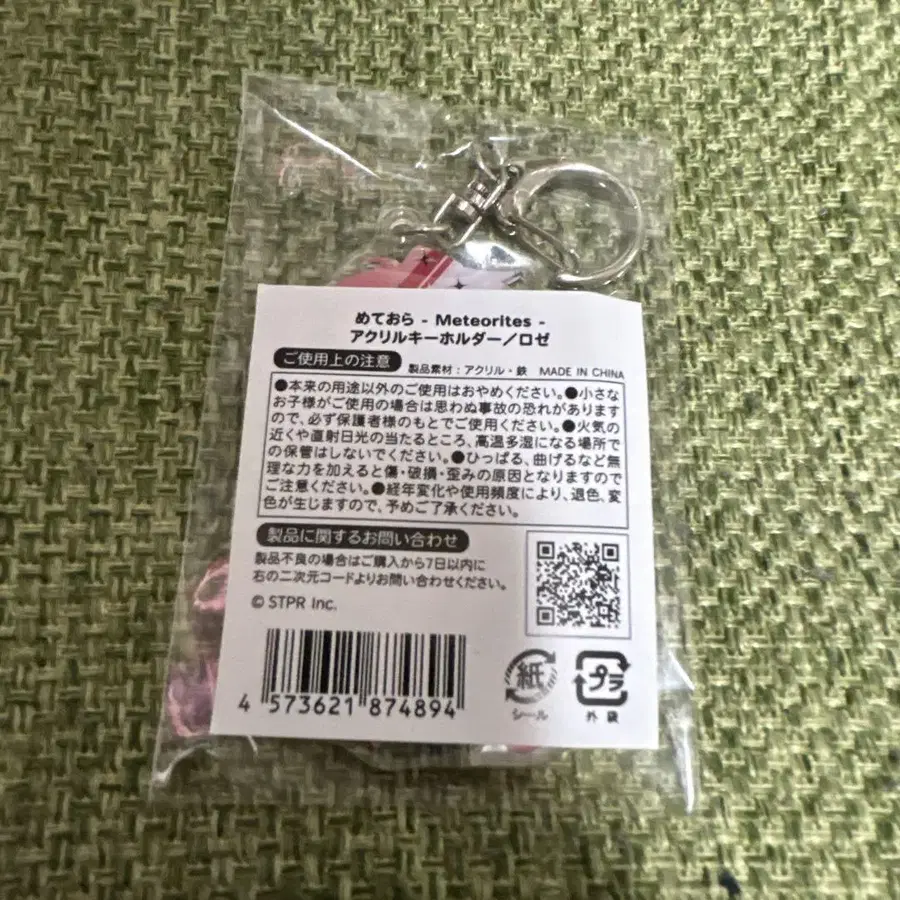 めておら - Meteorites -
アクリルキーホルダー／ロゼ
ご使用上の注意 製品素材：アクリル・鉄 MADE IN CHINA
●本来の用途以外のご使用はおやめください。●小さな
お子様がご使用の場合は思わぬ事故の恐れがあります
ので、必ず保護者様のもとでご使用ください。●火気の
近くや直射日光の当たるところ、高温多湿になる場所で
の保管はしないでください。●ひっぱる、曲げるなど無
理な力を加えると傷・破損・歪みの原因となりますので
ご注意ください。●経年変化や使用頻度により、退色、変
色が生じますので、予めご了承ください。
製品に関するお問い合わせ
製品不良の場合はご購入から7日以内に
右の二次元コードよりお問い合わせください。
© STPR Inc.
4 573621 874894
紙
シール
プラ
外袋